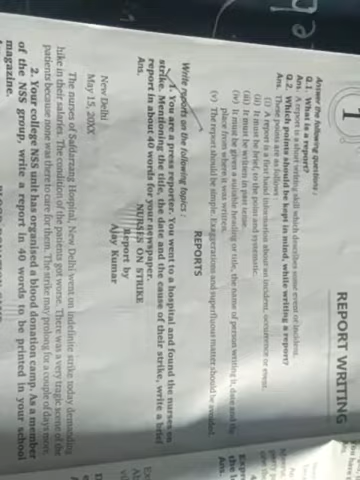 1
REPORT WRITING
Answer the following questions :
Q.1. What is a report?
Ans. A report is a short writing skill which describes some event or incident.
Q.2. Which points should be kept in mind, while writing a report?
Ans. These points are as follows :
(i) A report is a first hand information about an incident, occurrence or event.
(ii) It must be brief, to the point and systematic.
(iii) It must be written in past tense.
(iv) It must be given a suitable heading or title, the name of person writing it, date and the
place from where it was written.
(v) The report should be simple. Exaggerations and superfluous matter should be avoided.
REPORTS
Write reports on the following topics :
1. You are a press reporter. You went to a hospital and found the nurses on
strike. Mentioning the title, the date and the cause of their strike, write a brief
report in about 40 words for your newspaper.
Ans.
NURSES ON STRIKE
Report by
Ajay Kumar
New Delhi
May 15, 20XX
The nurses of Safdarjang Hospital, New Delhi went on indefinite strike today demanding
hike in their salaries. The condition of the patients got worse. There was a very tragic scene of the
patients because none was there to care for them. The strike may prolong for a couple of days more.
2. Your college NSS unit has organised a blood donation camp. As a member
of the NSS group, write a report in 40 words to be printed in your school
magazine.